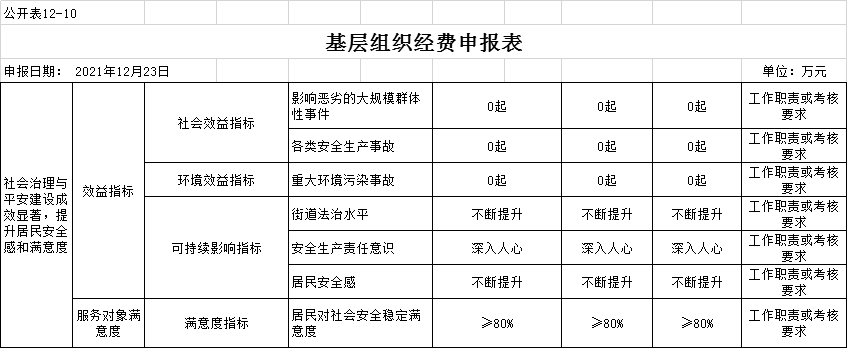 公开表12-10
基层组织经费申报表
申报日期： 2021年12月23日 单位：万元
社会治理与
平安建设成
效显著，提
升居民安全
感和满意度
效益指标
社会效益指标
影响恶劣的大规模群体
性事件
0起 0起 0起
工作职责或考核
要求
各类安全生产事故
0起 0起 0起
工作职责或考核
要求
环境效益指标
重大环境污染事故
0起 0起 0起
工作职责或考核
要求
可持续影响指标
街道法治水平
不断提升 不断提升 不断提升
工作职责或考核
要求
安全生产责任意识
深入人心 深入人心 深入人心
工作职责或考核
要求
居民安全感
不断提升 不断提升 不断提升
工作职责或考核
要求
服务对象满
意度
满意度指标
居民对社会安全稳定满
意度
≥80% ≥80% ≥80%
工作职责或考核
要求